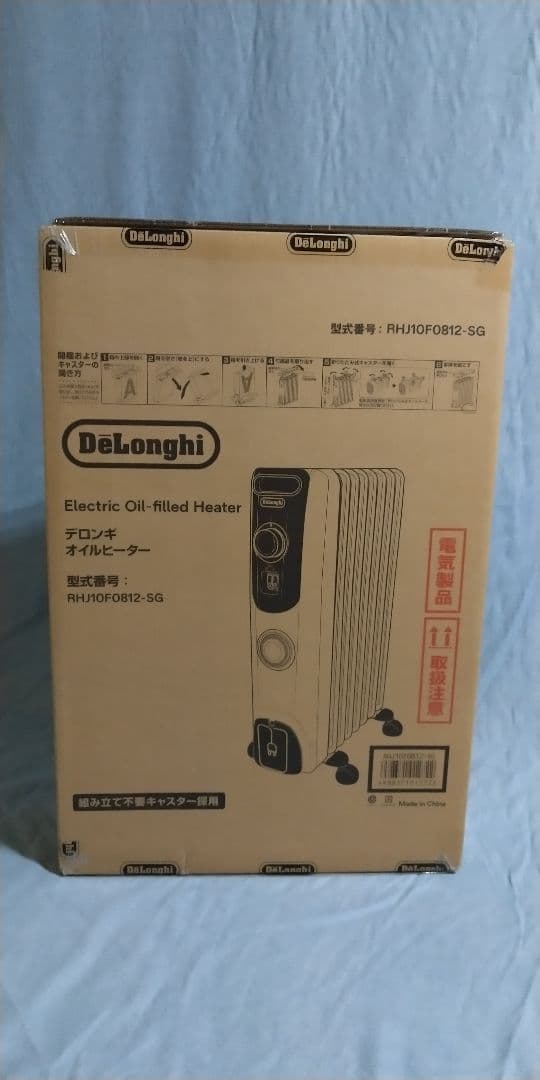 DeLonghi
DeLonghi
DeLonghi
型式番号：RHJ10F0812-SG
開梱および
キャスターの
開き方
DēLonghi
Electric Oil-filled Heater
デロンギ
オイルヒーター
型式番号：
RHJ10F0812-SG
DeLonghi
電気製品
取扱注意
RHJ10F0812-SG
Made in China
組み立て不要キャスター採用
DeLonghi
DeLonghi
DeLonghi